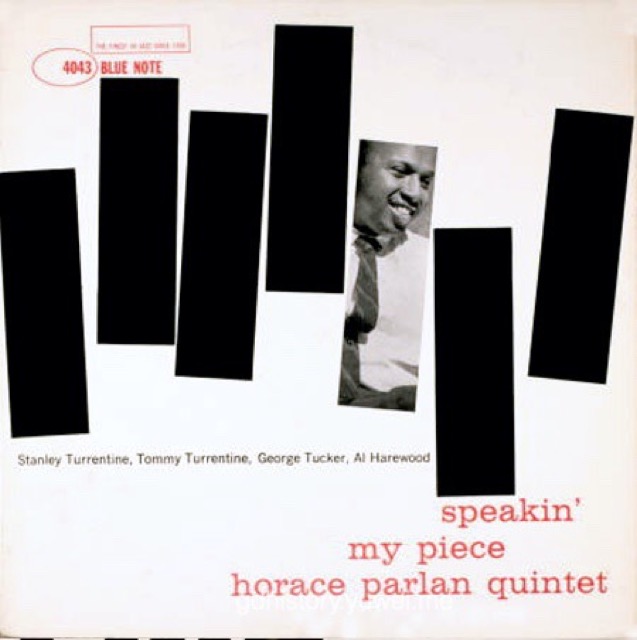 THE FINEST IN JAZZ SINCE 1939
4043 BLUE NOTE
Stanley Turrentine, Tommy Turrentine, George Tucker, Al Harewood
speakin'
my piece
horace parlan quintet